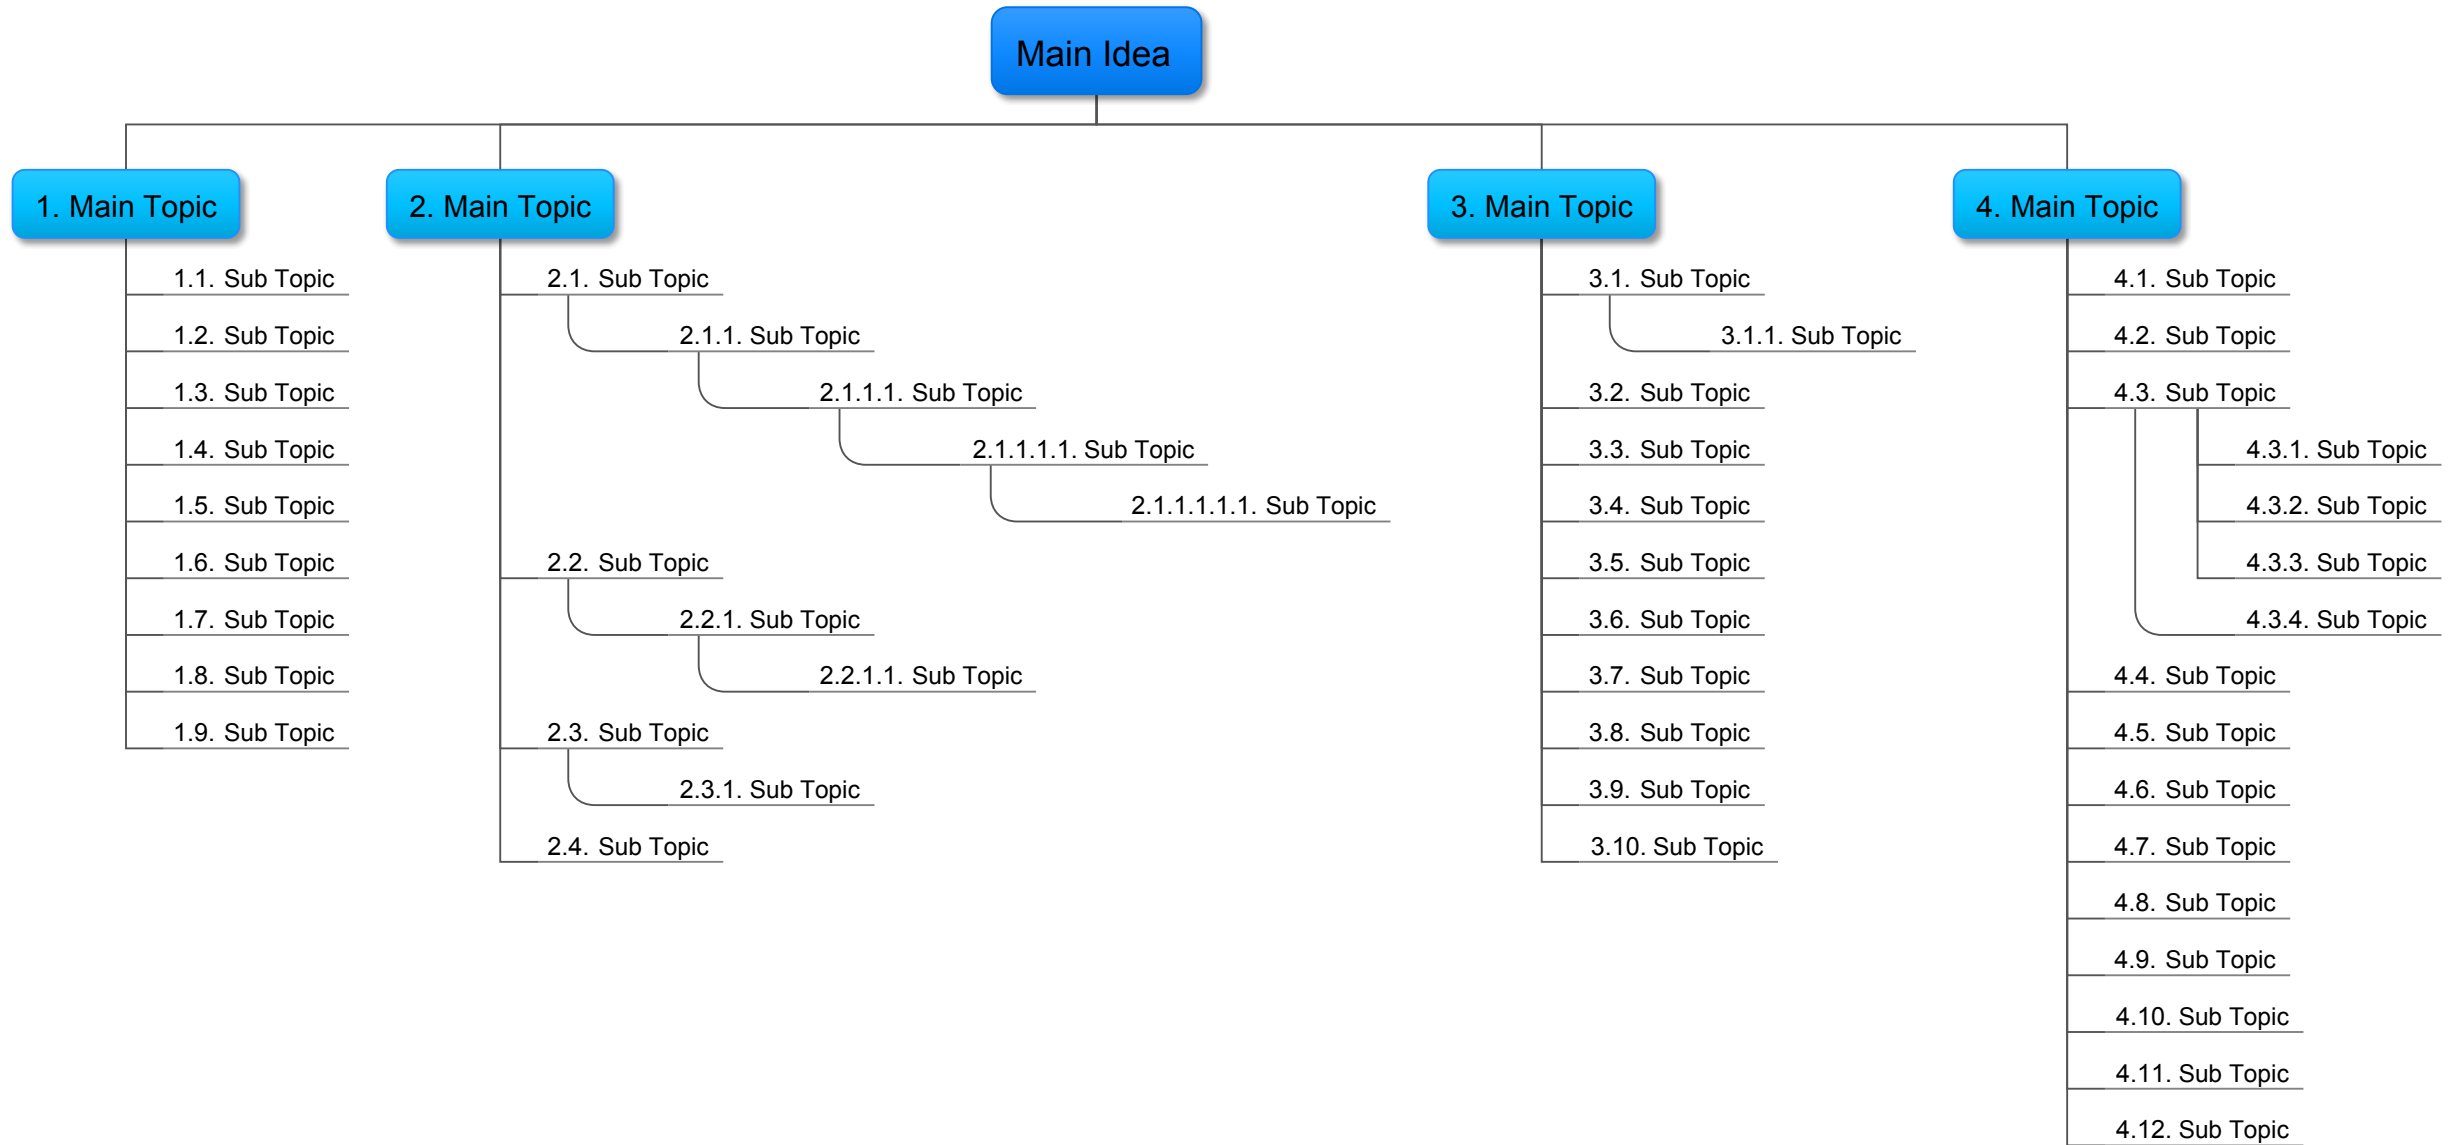 Main Idea
1. Main Topic
1.1. Sub Topic
1.2. Sub Topic
1.3. Sub Topic
1.4. Sub Topic
1.5. Sub Topic
1.6. Sub Topic
1.7. Sub Topic
1.8. Sub Topic
1.9. Sub Topic
2. Main Topic
2.1. Sub Topic
2.1.1. Sub Topic
2.1.1.1. Sub Topic
2.1.1.1.1. Sub Topic
2.1.1.1.1.1. Sub Topic
2.2. Sub Topic
2.2.1. Sub Topic
2.2.1.1. Sub Topic
2.3. Sub Topic
2.3.1. Sub Topic
2.4. Sub Topic
3. Main Topic
3.1. Sub Topic
3.1.1. Sub Topic
3.2. Sub Topic
3.3. Sub Topic
3.4. Sub Topic
3.5. Sub Topic
3.6. Sub Topic
3.7. Sub Topic
3.8. Sub Topic
3.9. Sub Topic
3.10. Sub Topic
4. Main Topic
4.1. Sub Topic
4.2. Sub Topic
4.3. Sub Topic
4.3.1. Sub Topic
4.3.2. Sub Topic
4.3.3. Sub Topic
4.3.4. Sub Topic
4.4. Sub Topic
4.5. Sub Topic
4.6. Sub Topic
4.7. Sub Topic
4.8. Sub Topic
4.9. Sub Topic
4.10. Sub Topic
4.11. Sub Topic
4.12. Sub Topic